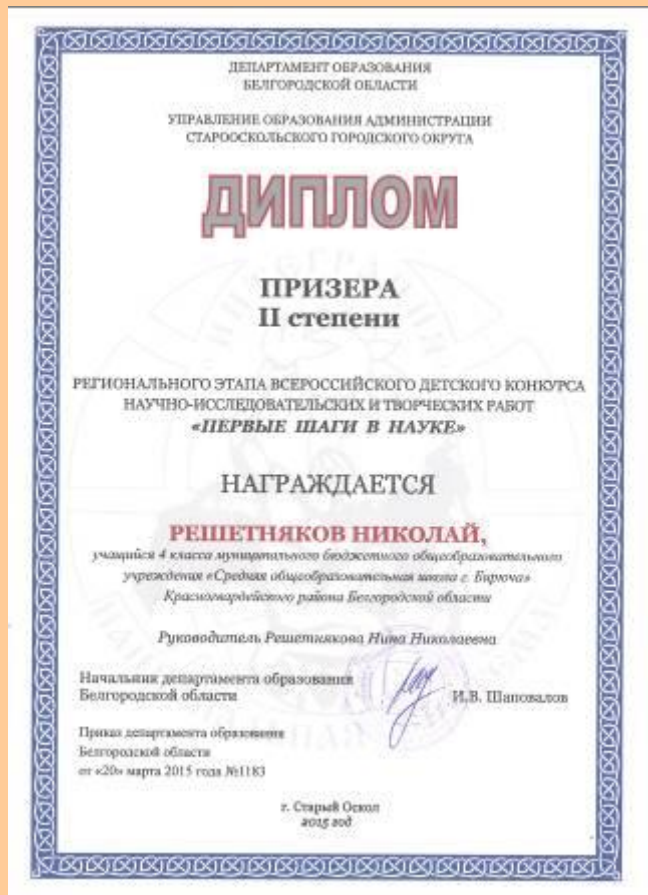 ДЕПАРТАМЕНТ ОБРАЗОВАНИЯ
БЕЛГОРОДСКОЙ ОБЛАСТИ
УПРАВЛЕНИЕ ОБРАЗОВАНИЯ АДМИНИСТРАЦИИ
СТАРООСКОЛЬСКОГО ГОРОДСКОГО ОКРУГА
ДИПЛОМ
ПРИЗЕРА
II степени
РЕГИОНАЛЬНОГО ЭТАПА ВСЕРОССИЙСКОГО ДЕТСКОГО КОНКУРСА
НАУЧНО-ИССЛЕДОВАТЕЛЬСКИХ И ТВОРЧЕСКИХ РАБОТ
«ПЕРВЫЕ ШАГИ В НАУКЕ»
НАГРАЖДАЕТСЯ
РЕШЕТНЯКОВ НИКОЛАЙ,
учащийся 4 класса муниципального бюджетного общеобразовательного
учреждения «Средняя общеобразовательная школа г. Бирюча»
Красногвардейского района Белгородской области
Руководитель Решетнякова Нина Николаевна
Начальник департамента образования
Белгородской области И.В. Шаповалов
Приказ департамента образования
Белгородской области
от «20» марта 2015 года №1183
г. Старый Оскол
2015 год